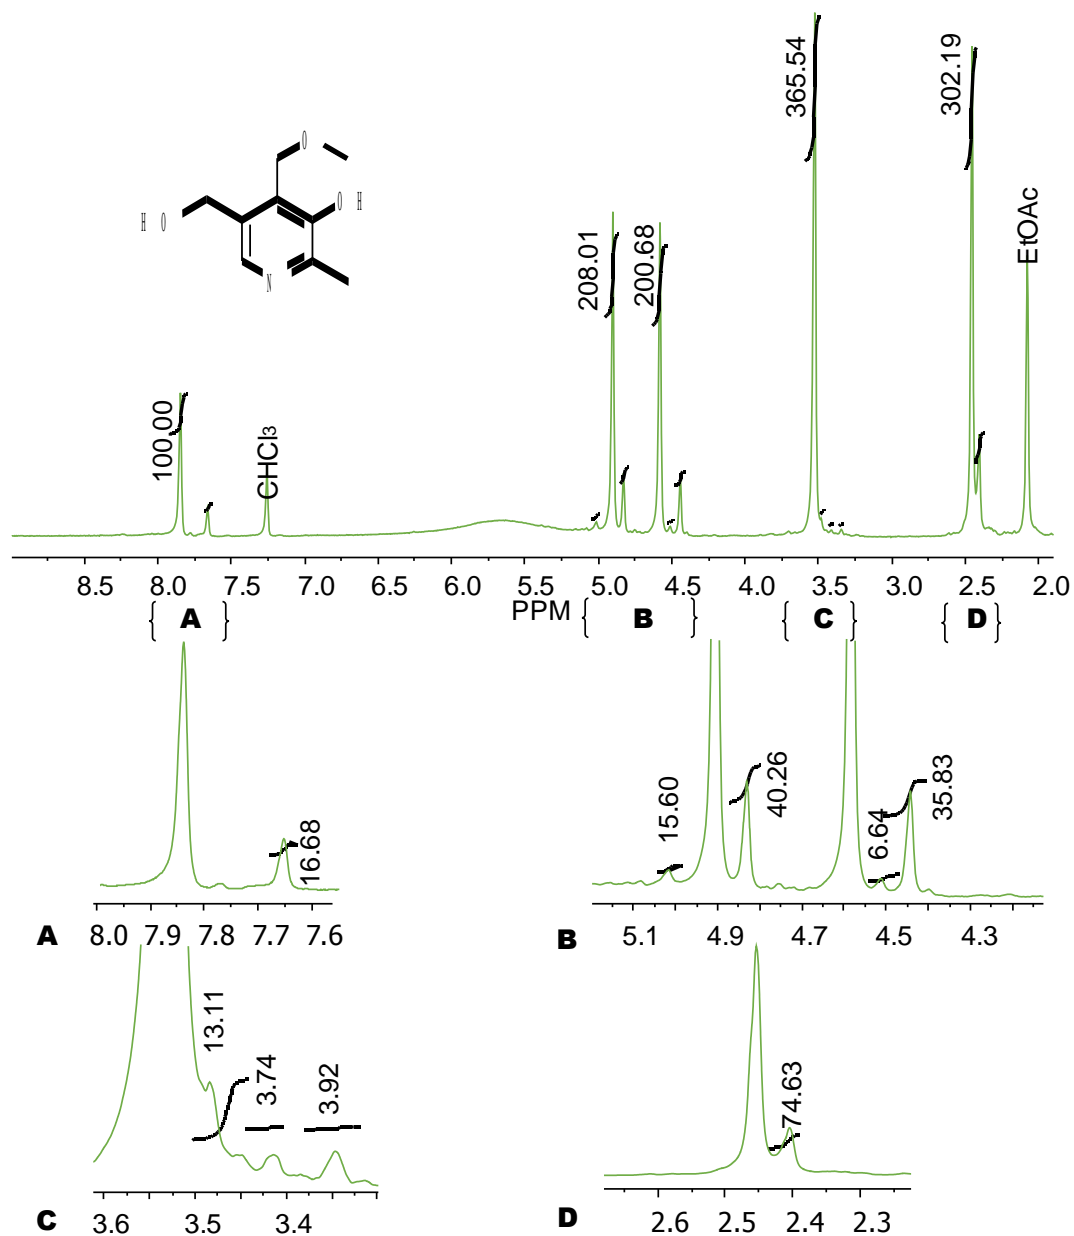 365.54
302.19
O
H O
O H
N
208.01
200.68
EtOAc
100.00
CHCl3
8.5 8.0 7.5 7.0 6.5 6.0 5.5 5.0 4.5 4.0 3.5 3.0 2.5 2.0
PPM
{ A } { B } { C } { D }
16.68
8.0 7.9 7.8 7.7 7.6
A
15.60
40.26
6.64
35.83
5.1 4.9 4.7 4.5 4.3
B
13.11
3.74
3.92
3.6 3.5 3.4
C
74.63
2.6 2.5 2.4 2.3
D